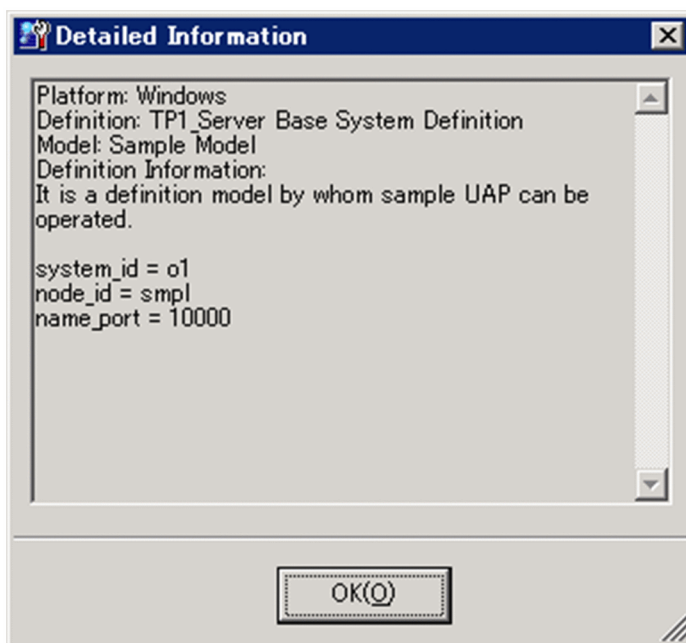 Detailed Information
Platform: Windows
Definition: TP1_Server Base System Definition
Model: Sample Model
Definition Information:
It is a definition model by whom sample UAP can be
operated.
system_id = o1
node_id = smpl
name_port = 10000
OK(O)